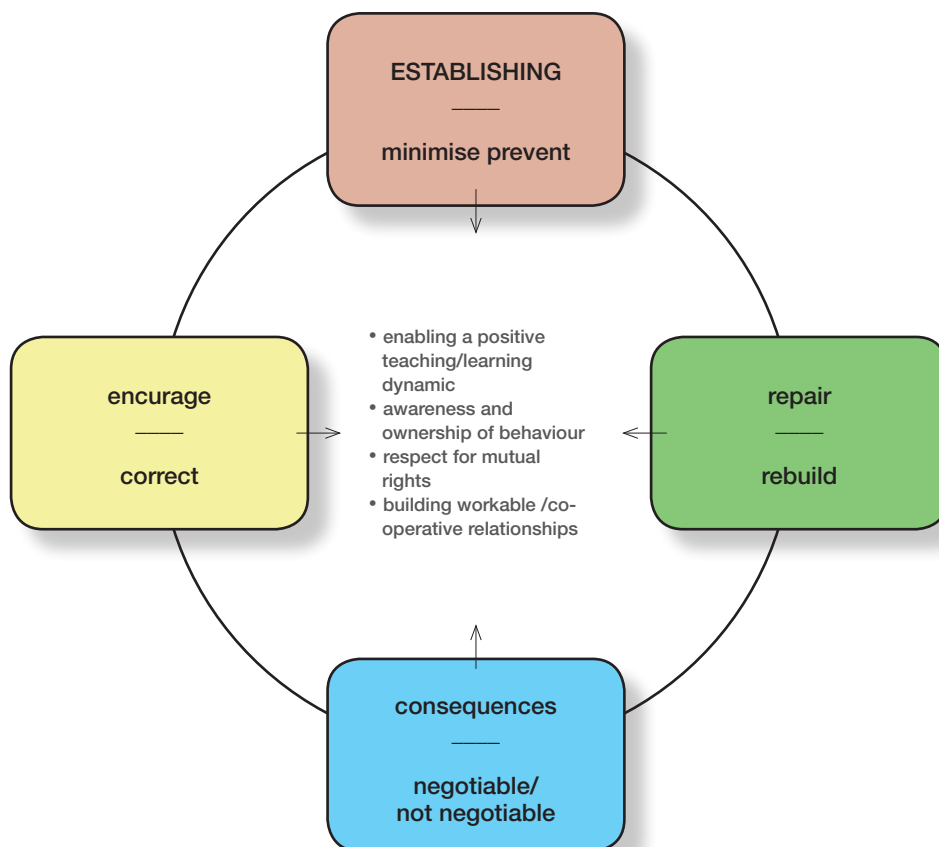 ESTABLISHING
minimise prevent
encurage
correct
• enabling a positive
teaching/learning
dynamic
• awareness and
ownership of behaviour
• respect for mutual
rights
• building workable /co-
operative relationships
repair
rebuild
consequences
negotiable/
not negotiable